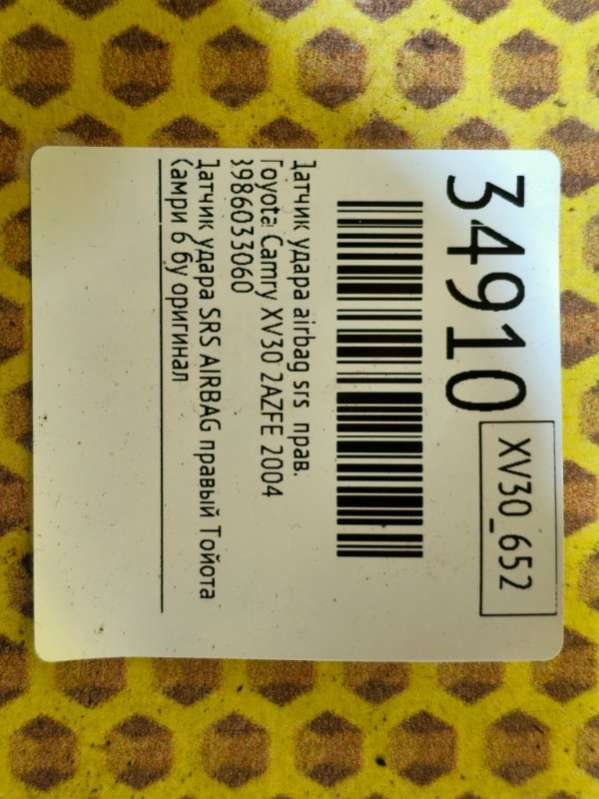 34910
XV30_652
Датчик удара airbag srs прав.
Toyota Camry XV30 2AZFE 2004
8986033060
Датчик удара SRS AIRBAG правый Тойота
Камри 6 бу оригинал